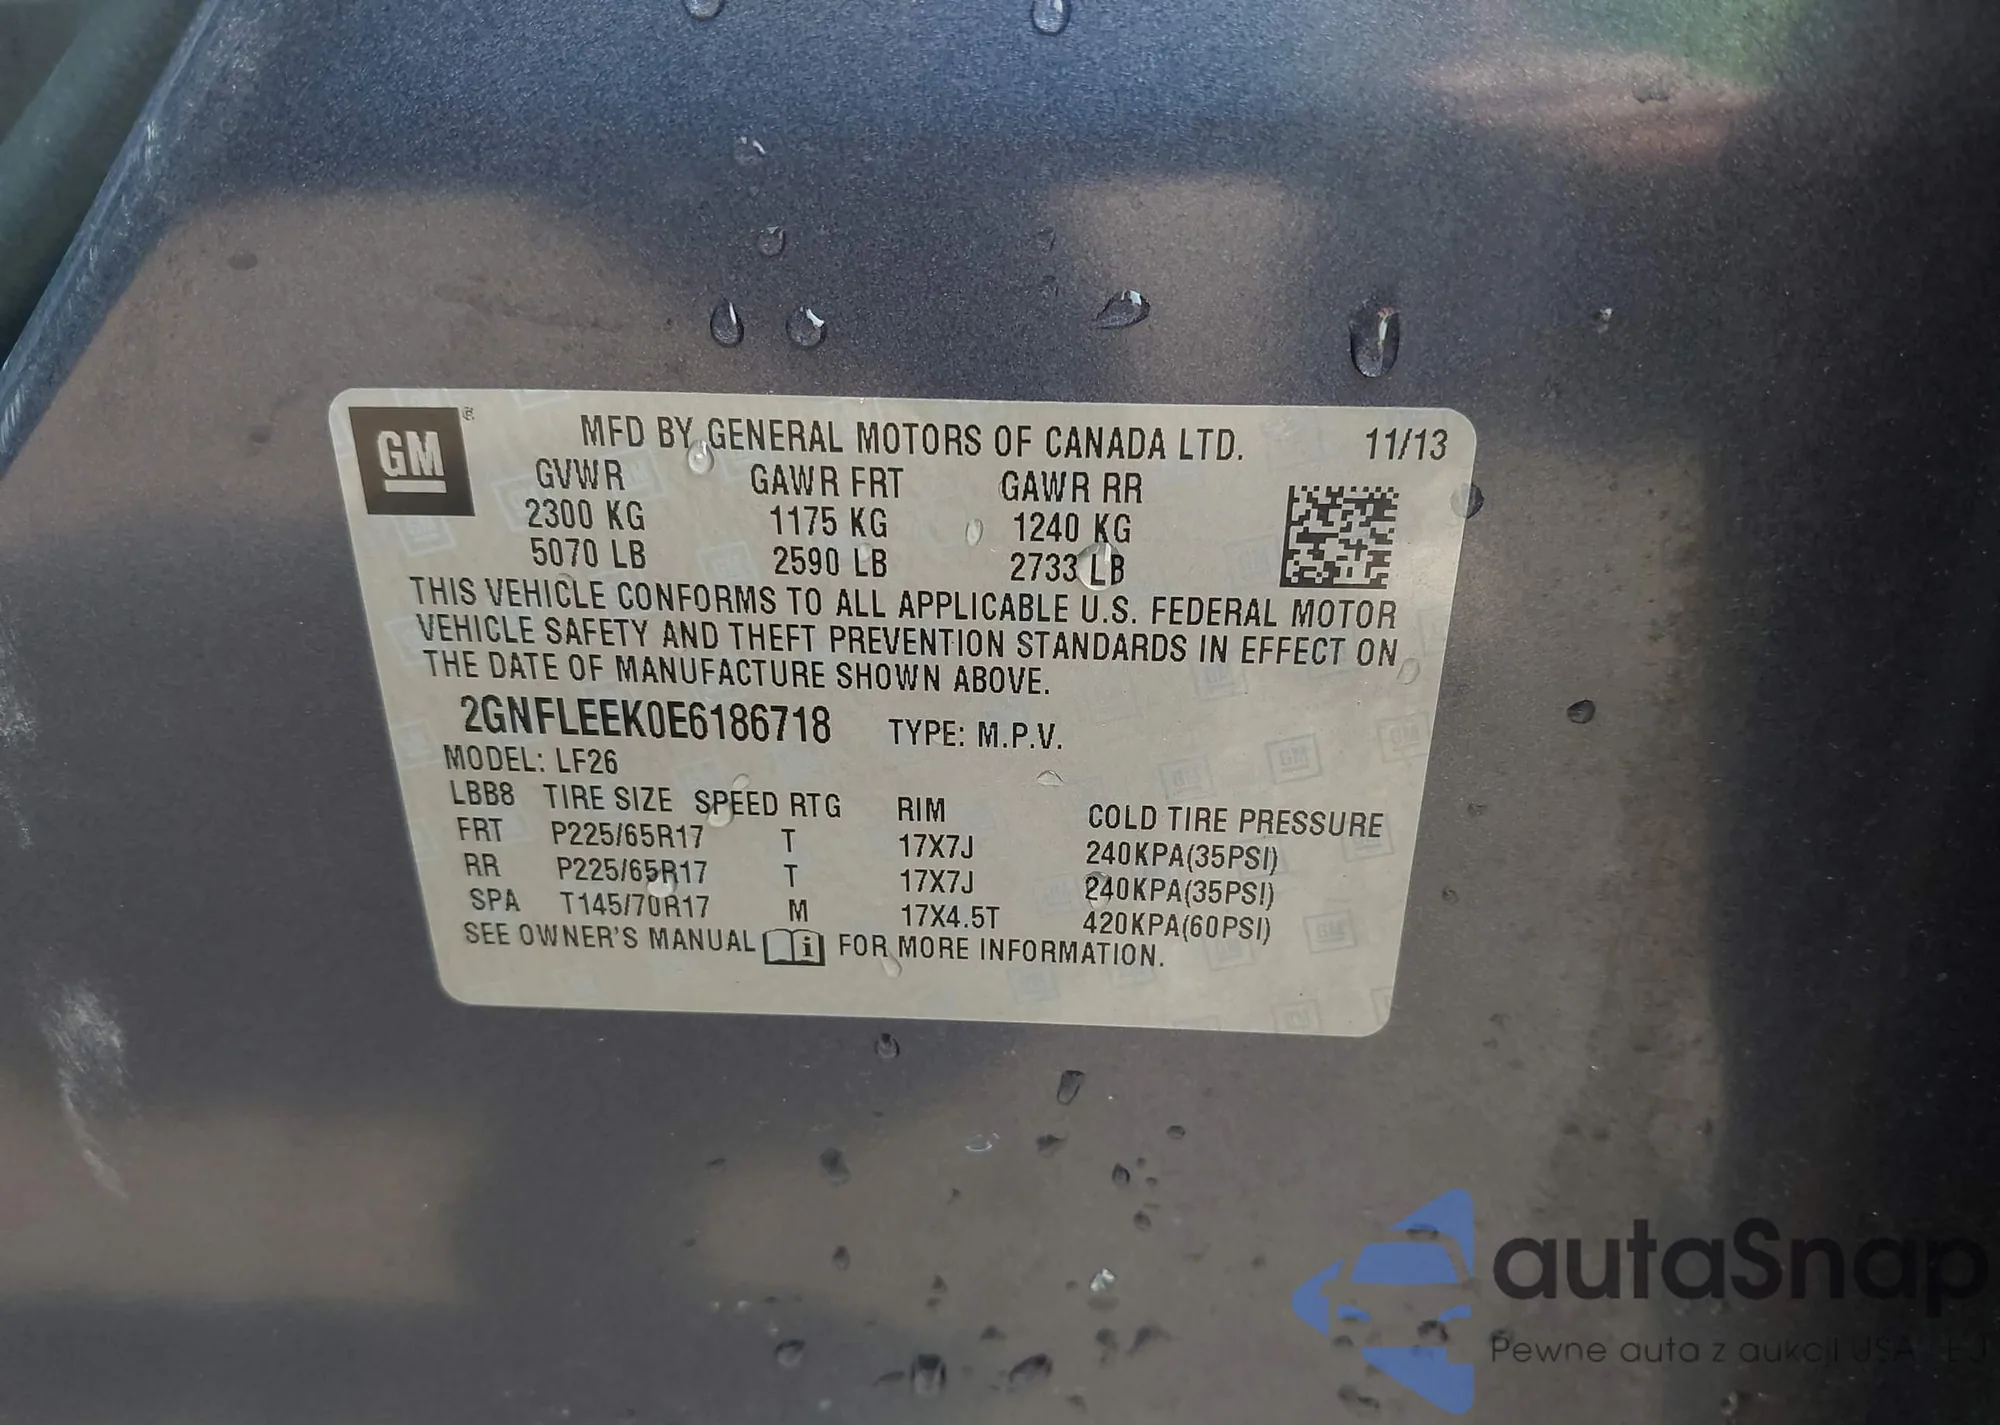 GM ®
MFD BY GENERAL MOTORS OF CANADA LTD. 11/13
GVWR GAWR FRT GAWR RR
2300 KG 1175 KG 1240 KG
5070 LB 2590 LB 2733 LB
THIS VEHICLE CONFORMS TO ALL APPLICABLE U.S. FEDERAL MOTOR
VEHICLE SAFETY AND THEFT PREVENTION STANDARDS IN EFFECT ON
THE DATE OF MANUFACTURE SHOWN ABOVE.
2GNFLEEK0E6186718 TYPE: M.P.V.
MODEL: LF26
LBB8 TIRE SIZE SPEED RTG RIM COLD TIRE PRESSURE
FRT P225/65R17 T 17X7J 240KPA(35PSI)
RR P225/65R17 T 17X7J 240KPA(35PSI)
SPA T145/70R17 M 17X4.5T 420KPA(60PSI)
SEE OWNER'S MANUAL i FOR MORE INFORMATION.
autaSnap
Pewne auta z aukcji USA